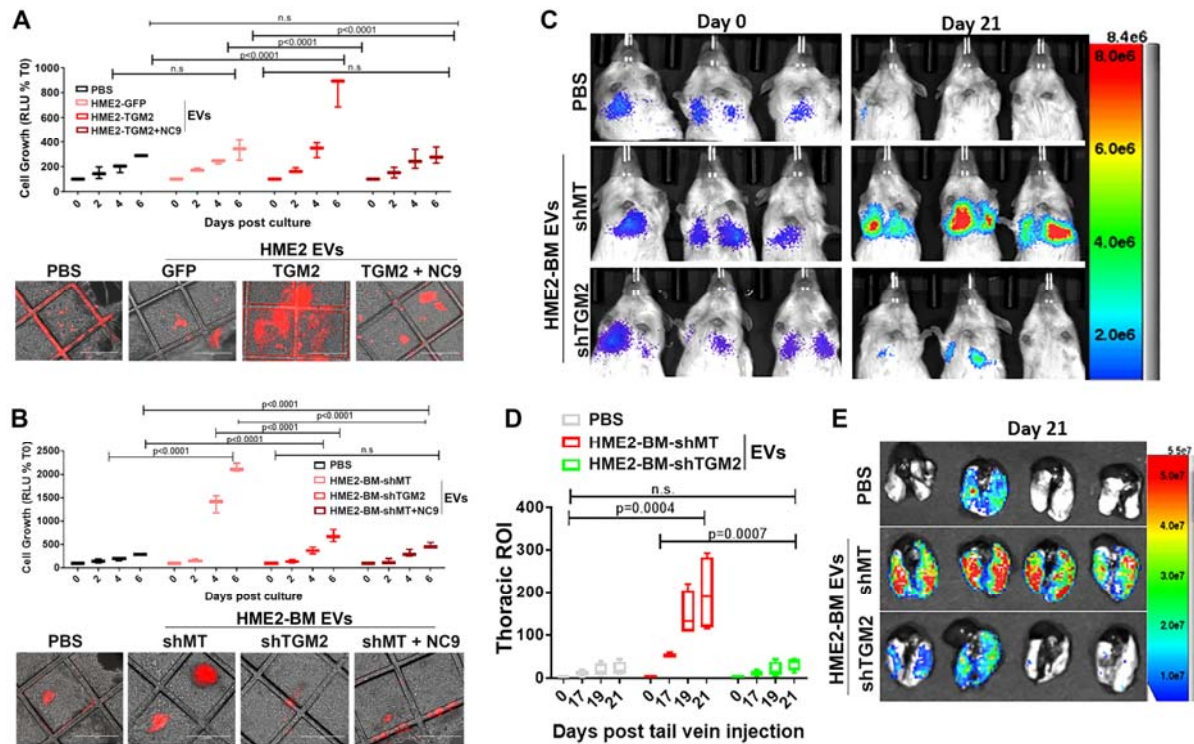 A
n.s
p<0.0001
p<0.0001
p<0.0001
n.s
n.s
Cell Growth (RLU % T0)
1000
800
600
400
200
0
PBS
HME2-GFP
HME2-TGM2
HME2-TGM2+NC9
EVs
0 2 4 6 0 2 4 6 0 2 4 6 0 2 4 6
Days post culture
HME2 EVs
PBS GFP TGM2 TGM2 + NC9
B
p<0.0001
p<0.0001
p<0.0001
p<0.0001
p<0.0001
n.s
Cell Growth (RLU % T0)
2500
2000
1500
1000
500
0
PBS
HME2-BM-shMT
HME2-BM-shTGM2
HME2-BM-shMT+NC9
EVs
0 2 4 6 0 2 4 6 0 2 4 6 0 2 4 6
Days post culture
HME2-BM EVs
PBS shMT shTGM2 shMT + NC9
C
Day 0 Day 21
PBS
HME2-BM EVs
shMT
shTGM2
8.4e6
8.0e6
6.0e6
4.0e6
2.0e6
D
PBS
HME2-BM-shMT
HME2-BM-shTGM2
EVs
n.s.
p=0.0004
p=0.0007
Thoracic ROI
400
300
200
100
0
0 17 19 21 0 17 19 21 0 17 19 21
Days post tail vein injection
E
Day 21
PBS
HME2-BM EVs
shMT
shTGM2
5.5e7
5.0e7
4.0e7
3.0e7
2.0e7
1.0e7